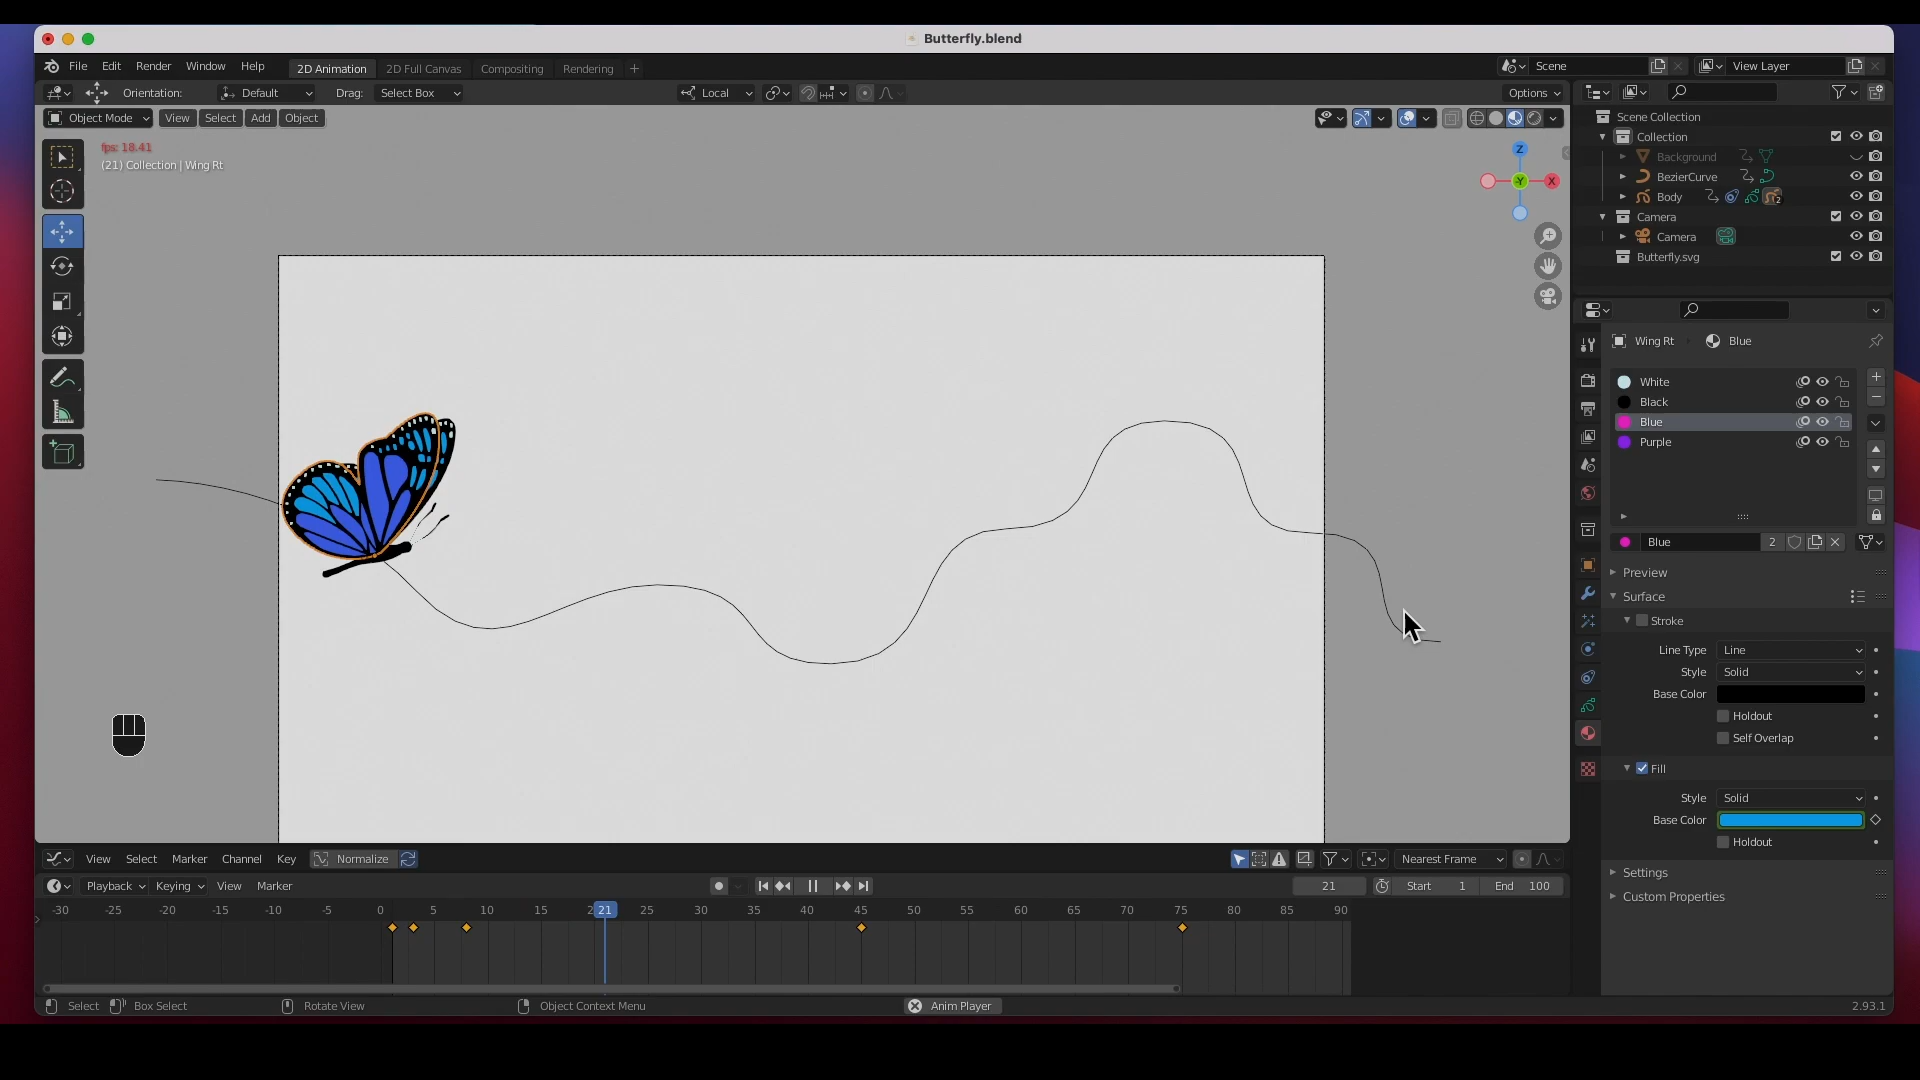 Butterfly.blend
File Edit Render Window Help 2D Animation 2D Full Canvas Compositing Rendering + Scene View Layer
Orientation: Default Drag: Select Box Local Options
Object Mode View Select Add Object
fps: 18.41
(21) Collection | Wing Rt
Z
-Y X
Scene Collection
Collection
Background
BezierCurve
Body 2
Camera
Camera
Butterfly.svg
Wing Rt Blue
White
Black
Blue
Purple
Blue 2
Preview
Surface
Stroke
Line Type Line
Style Solid
Base Color
Holdout
Self Overlap
Fill
Style Solid
Base Color
Holdout
Settings
Custom Properties
View Select Marker Channel Key Normalize Nearest Frame
Playback Keying View Marker 21 Start 1 End 100
-30 -25 -20 -15 -10 -5 0 5 10 15 21 25 30 35 40 45 50 55 60 65 70 75 80 85 90
Select Box Select Rotate View Object Context Menu Anim Player 2.93.1